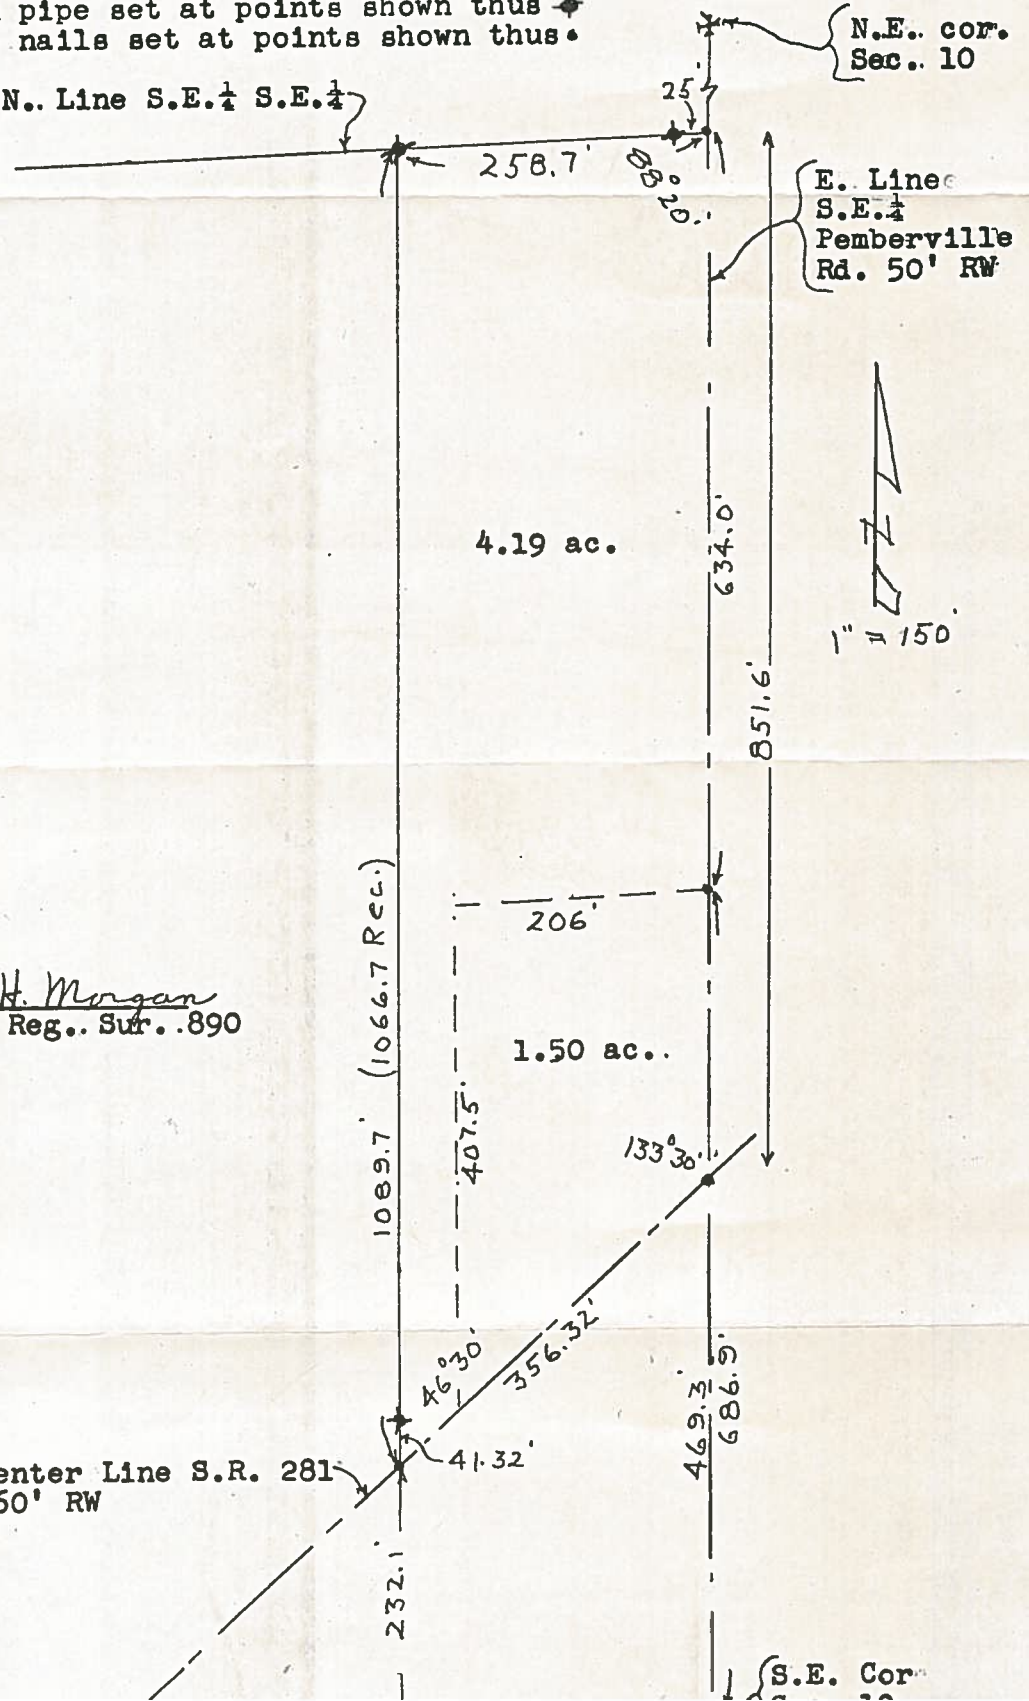 pipe set at points shown thus
nails set at points shown thus.
N.E. cor.
Sec. 10
N. Line S.E.¼ S.E.¼
25'
258.7'
88°20'
E. Line
S.E.¼
Pemberville
Rd. 50' RW
4.19 ac.
634.0'
1" = 150'
851.6'
206'
1089.7' (1066.7 Rec.)
H. Morgan
Reg. Sur. 890
1.50 ac.
407.5'
133°30'
356.32'
46°30'
469.3'
686.9'
41.32'
enter Line S.R. 281
60' RW
232.1'
S.E. Cor